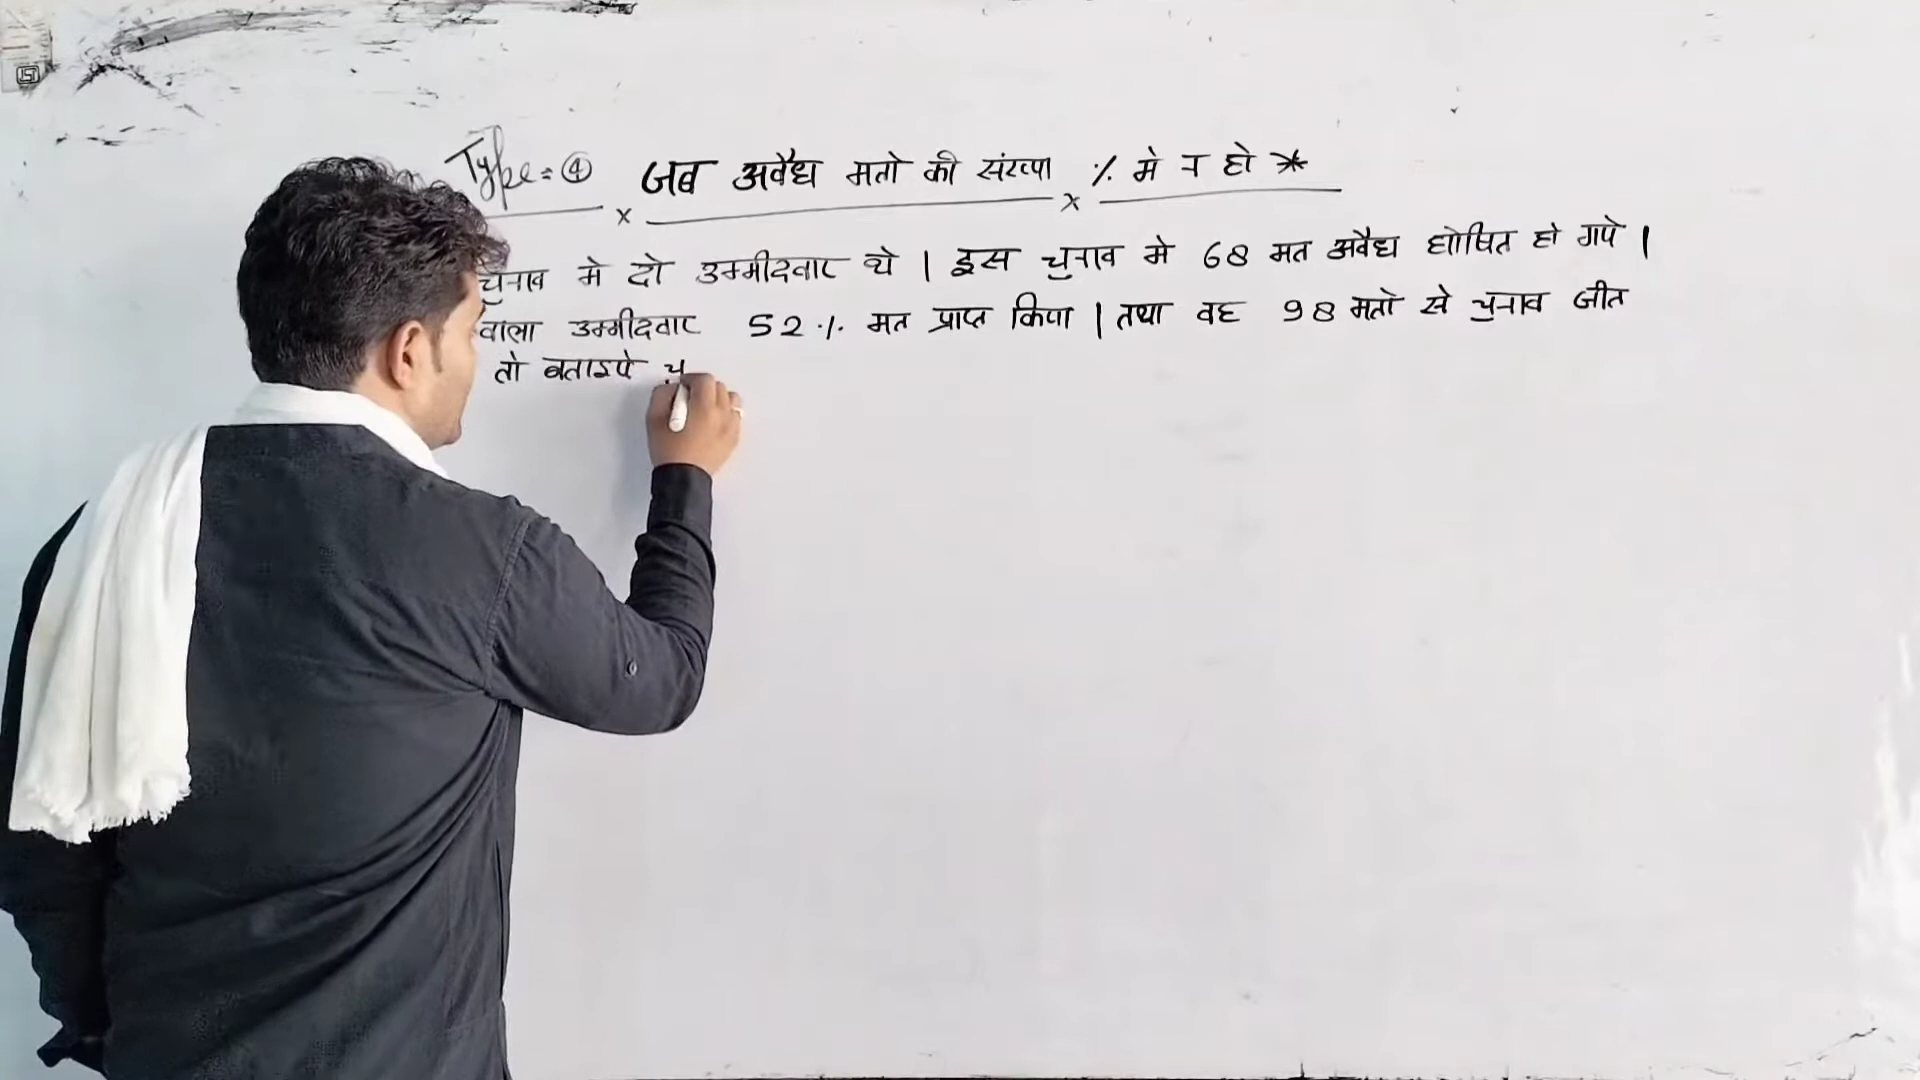 Type = ④ जब अवैध मतो की संख्या % मे न हो *
चुनाव मे दो उम्मीदवार थे | इस चुनाव मे 68 मत अवैध घोषित हो गये |
वाला उम्मीदवार 52 % मत प्राप्त किया | तथा वह 98 मतो से चुनाव जीत
तो बताइये चु